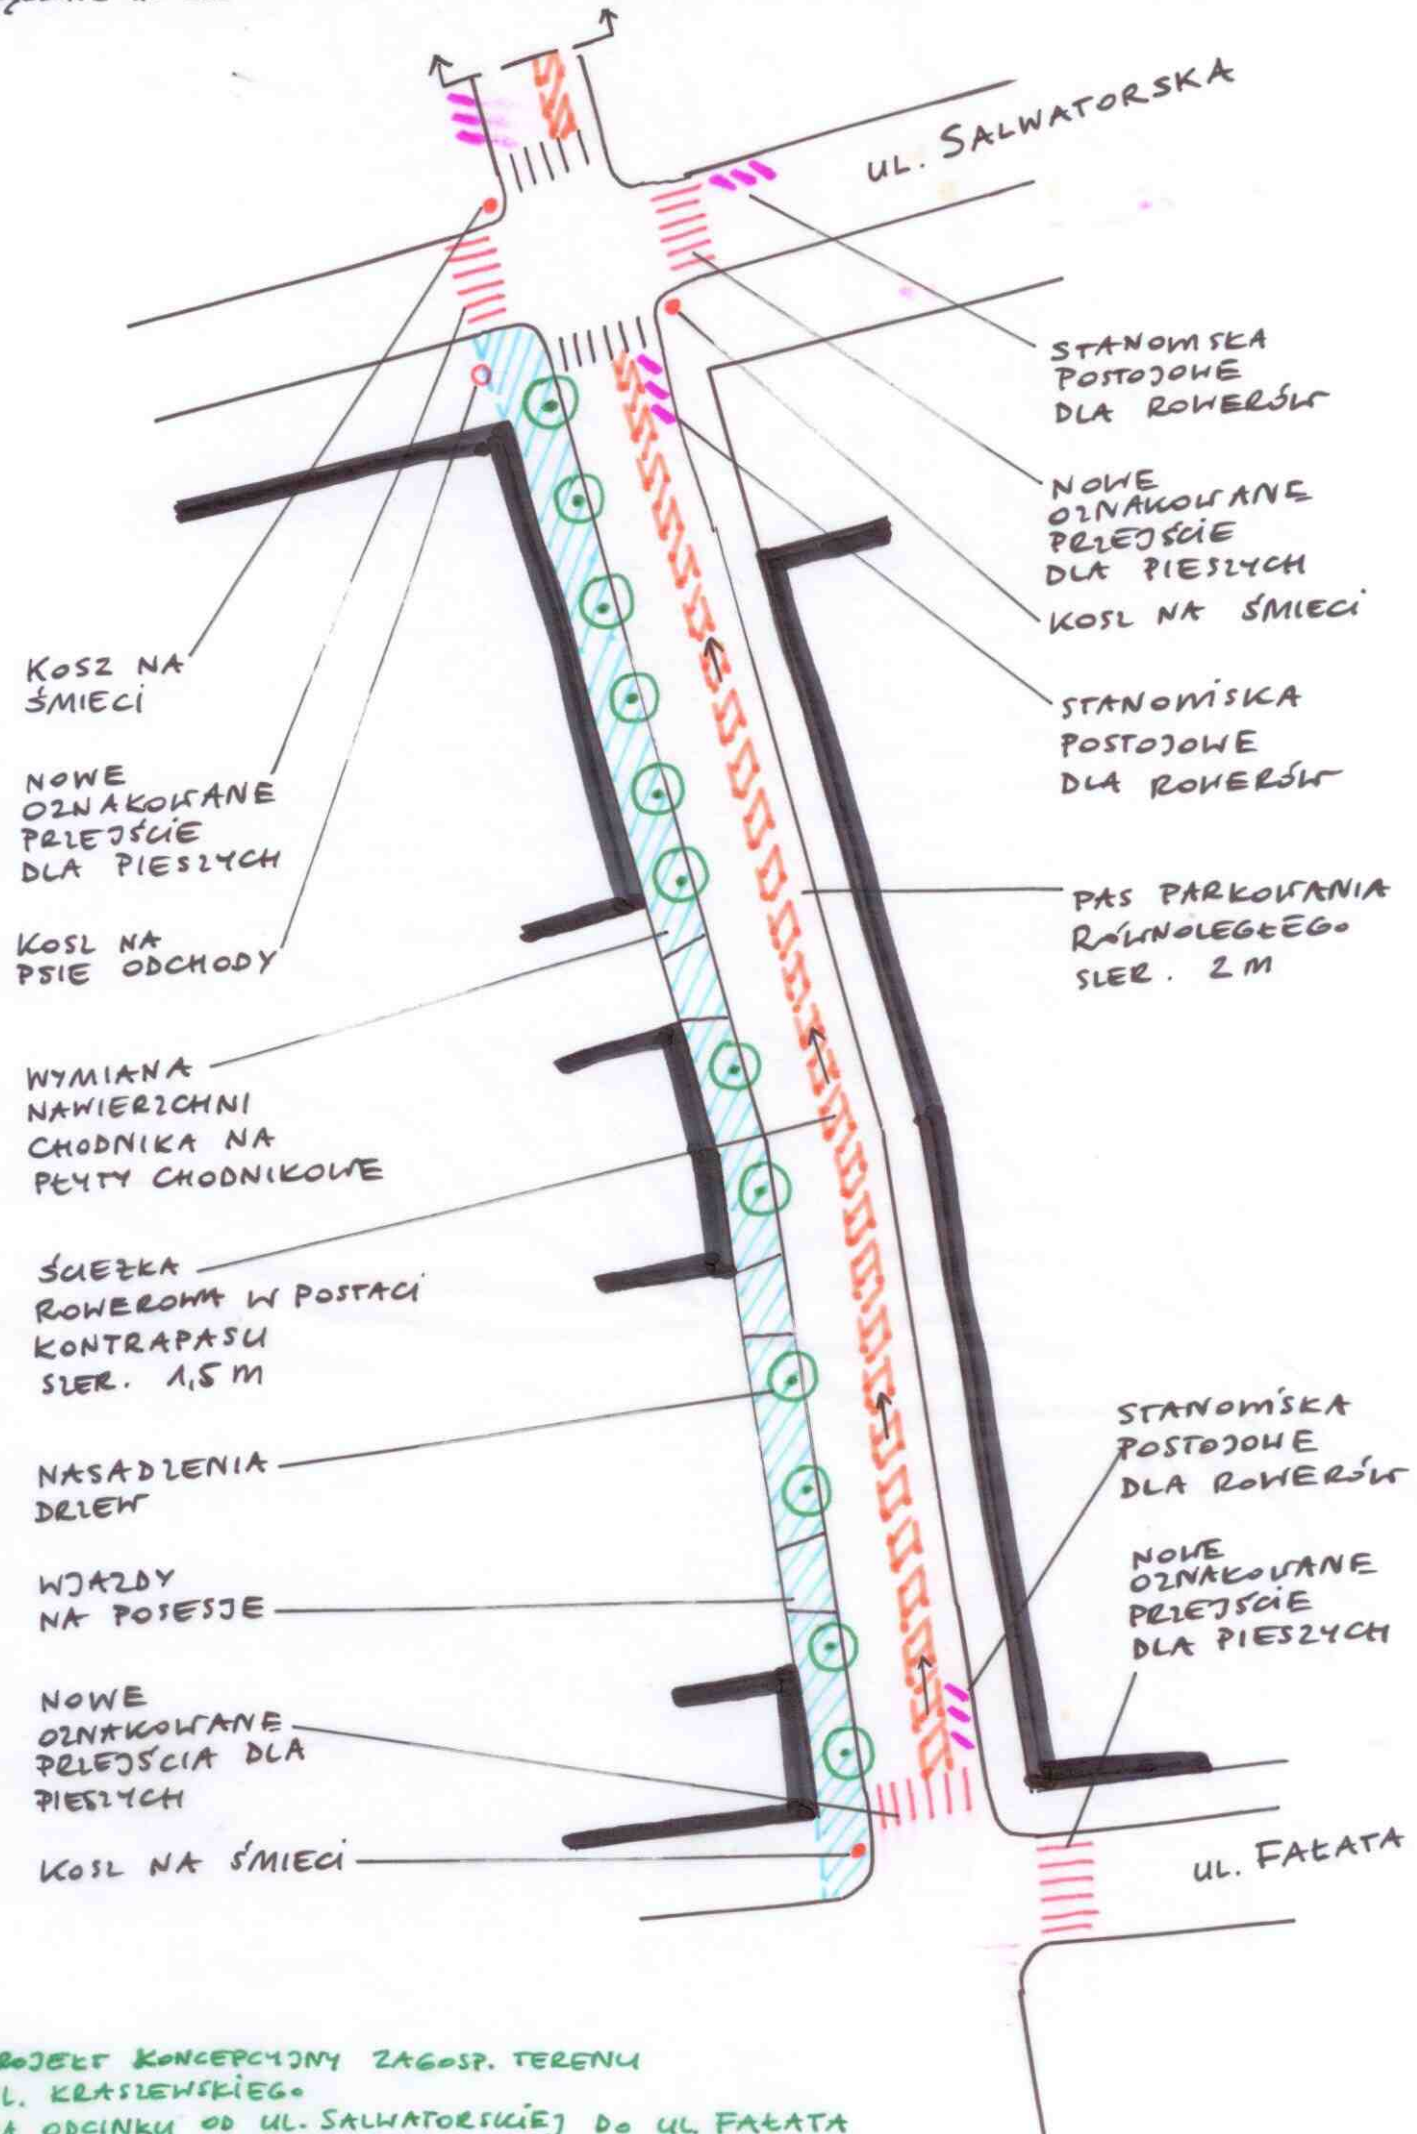 UL. SALWATORSKA
STANOWISKA
POSTOJOWE
DLA ROWERÓW
NOWE
OZNAKOWANE
PRZEJŚCIE
DLA PIESZYCH
KOSZ NA ŚMIECI
STANOWISKA
POSTOJOWE
DLA ROWERÓW
PAS PARKOWANIA
RÓWNOLEGŁEGO
SZER. 2 M
STANOWISKA
POSTOJOWE
DLA ROWERÓW
NOWE
OZNAKOWANE
PRZEJŚCIE
DLA PIESZYCH
UL. FAŁATA
KOSZ NA
ŚMIECI
NOWE
OZNAKOWANE
PRZEJŚCIE
DLA PIESZYCH
KOSZ NA
PSIE ODCHODY
WYMIANA
NAWIERZCHNI
CHODNIKA NA
PŁYTY CHODNIKOWE
ŚCIEŻKA
ROWEROWA W POSTACI
KONTRAPASU
SZER. 1,5 M
NASADZENIA
DRZEW
WJAZDY
NA POSESJE
NOWE
OZNAKOWANE
PRZEJŚCIA DLA
PIESZYCH
KOSZ NA ŚMIECI
ROJEKT KONCEPCYJNY ZAGOSP. TERENU
L. KRASZEWSKIEGO
A ODCINKU OD UL. SALWATORSKIEJ DO UL. FAŁATA